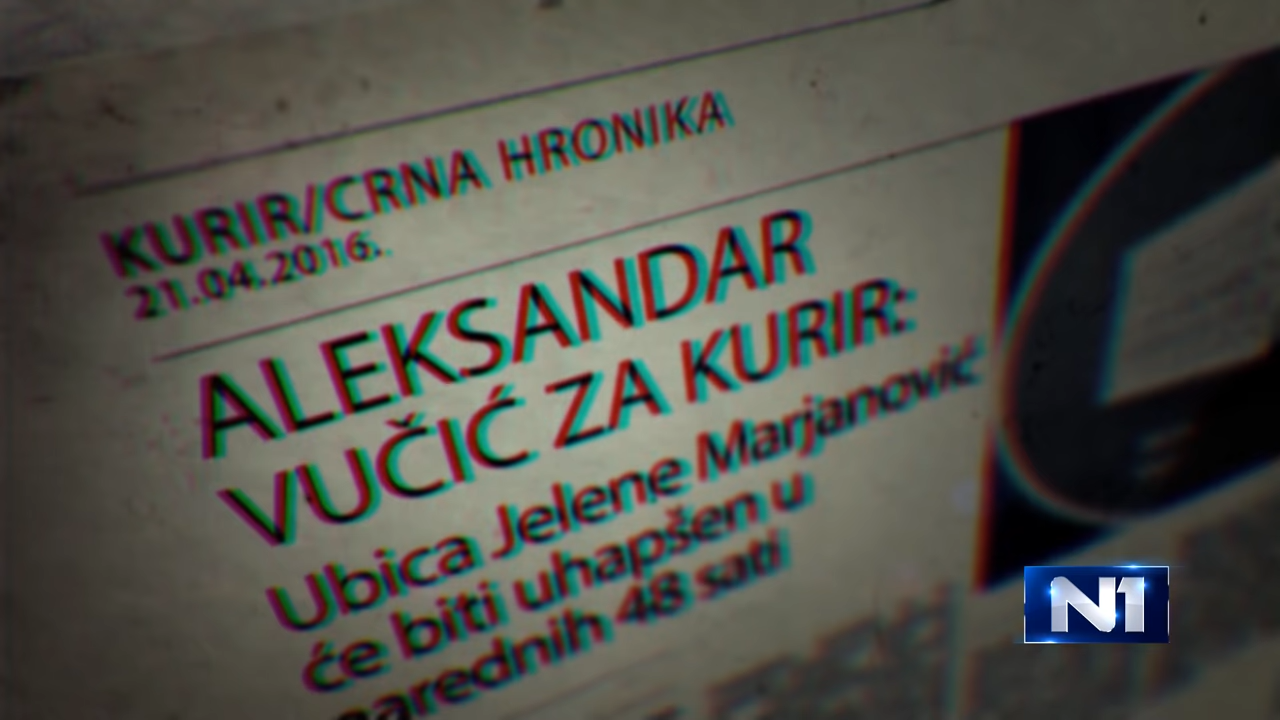 KURIR/CRNA HRONIKA
21.04.2016.
ALEKSANDAR
VUČIĆ ZA KURIR:
Ubica Jelene Marjanović
će biti uhapšen u
narednih 48 sati
N1